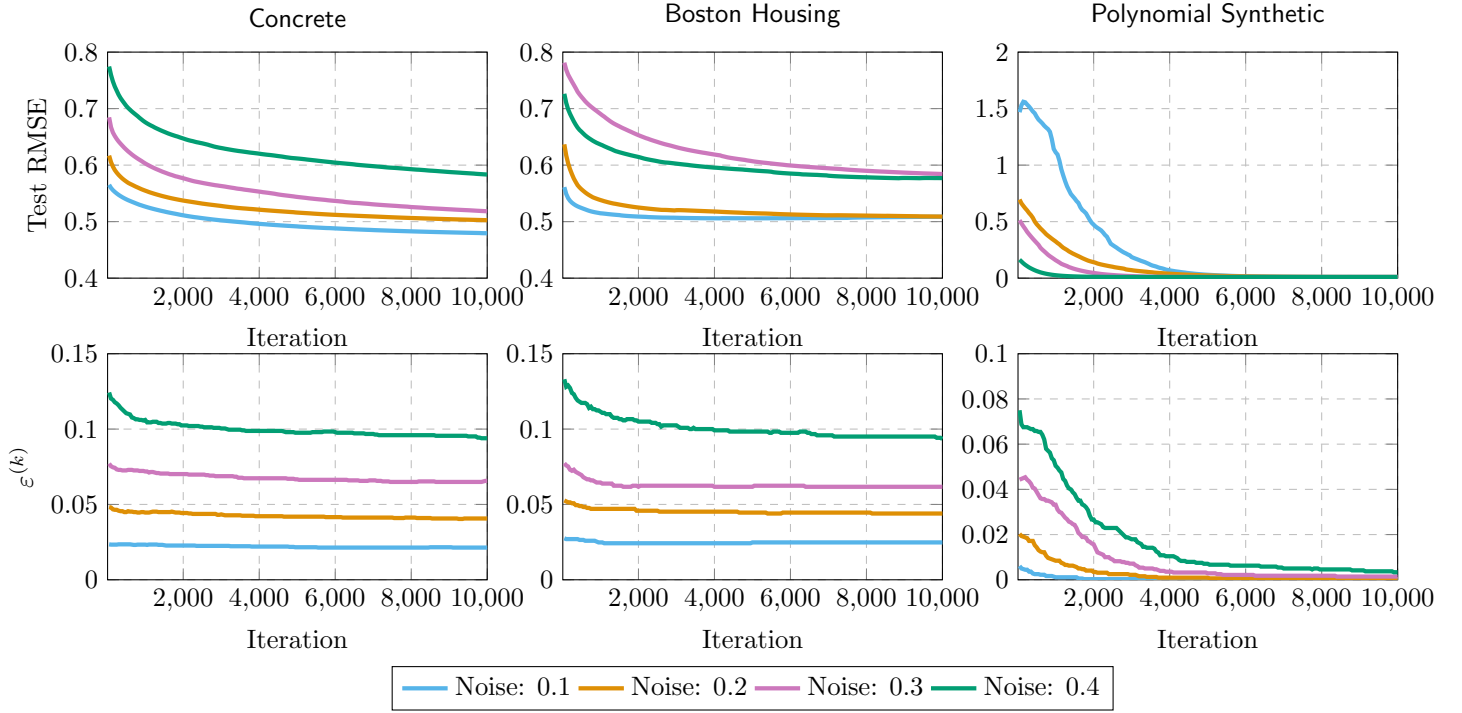 Concrete
Boston Housing
Polynomial Synthetic
Test RMSE
0.8
0.7
0.6
0.5
0.4
2,000 4,000 6,000 8,000 10,000
Iteration
0.8
0.7
0.6
0.5
0.4
2,000 4,000 6,000 8,000 10,000
Iteration
2
1.5
1
0.5
0
2,000 4,000 6,000 8,000 10,000
Iteration
ε^{(k)}
0.15
0.1
0.05
0
2,000 4,000 6,000 8,000 10,000
Iteration
0.15
0.1
0.05
0
2,000 4,000 6,000 8,000 10,000
Iteration
0.1
0.08
0.06
0.04
0.02
0
2,000 4,000 6,000 8,000 10,000
Iteration
Noise: 0.1 Noise: 0.2 Noise: 0.3 Noise: 0.4